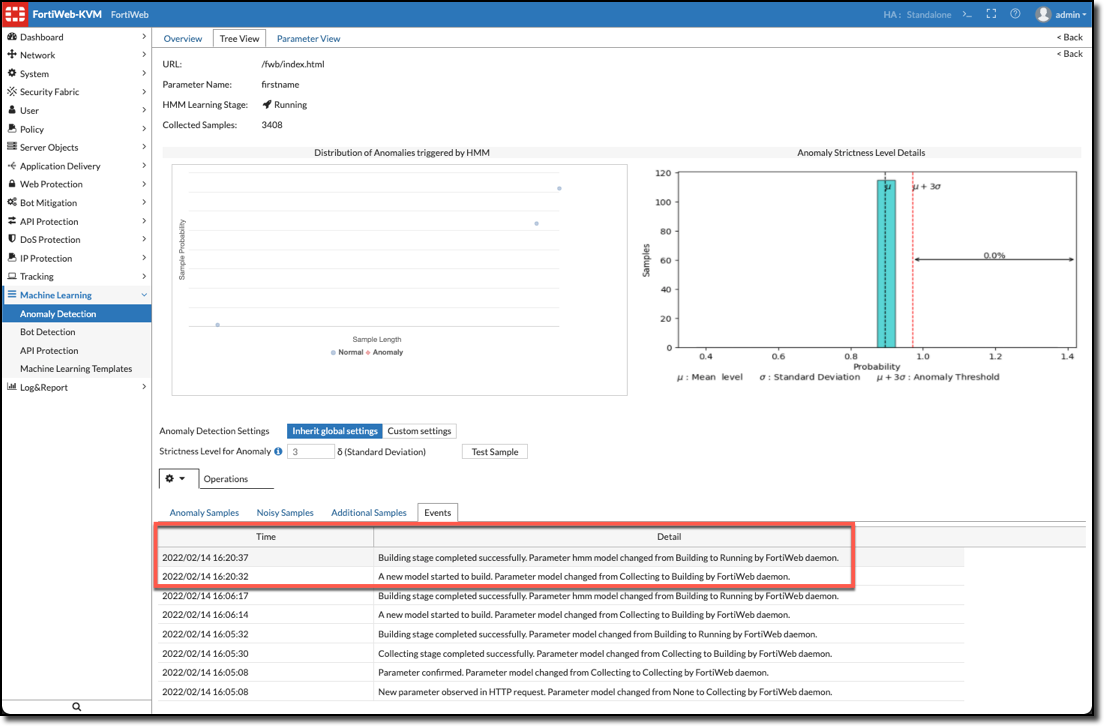 FortiWeb-KVM FortiWeb HA : Standalone >_ admin
Dashboard
Network
System
Security Fabric
User
Policy
Server Objects
Application Delivery
Web Protection
Bot Mitigation
API Protection
DoS Protection
IP Protection
Tracking
Machine Learning
Anomaly Detection
Bot Detection
API Protection
Machine Learning Templates
Log&Report
Overview Tree View Parameter View < Back
< Back
URL: /fwb/index.html
Parameter Name: firstname
HMM Learning Stage: Running
Collected Samples: 3408
Distribution of Anomalies triggered by HMM
Sample Probability
Sample Length
Normal Anomaly
Anomaly Strictness Level Details
120
100
80
60
40
20
0
Samples
μ μ + 3σ
0.0%
0.4 0.6 0.8 1.0 1.2 1.4
Probability
μ : Mean level σ : Standard Deviation μ + 3σ : Anomaly Threshold
Anomaly Detection Settings Inherit global settings Custom settings
Strictness Level for Anomaly 3 δ (Standard Deviation) Test Sample
Operations
Anomaly Samples Noisy Samples Additional Samples Events
Time Detail
2022/02/14 16:20:37 Building stage completed successfully. Parameter hmm model changed from Building to Running by FortiWeb daemon.
2022/02/14 16:20:32 A new model started to build. Parameter model changed from Collecting to Building by FortiWeb daemon.
2022/02/14 16:06:17 Building stage completed successfully. Parameter hmm model changed from Building to Running by FortiWeb daemon.
2022/02/14 16:06:14 A new model started to build. Parameter model changed from Collecting to Building by FortiWeb daemon.
2022/02/14 16:05:32 Building stage completed successfully. Parameter model changed from Building to Running by FortiWeb daemon.
2022/02/14 16:05:30 Collecting stage completed successfully. Parameter model changed from Collecting to Building by FortiWeb daemon.
2022/02/14 16:05:08 Parameter confirmed. Parameter model changed from Collecting to Collecting by FortiWeb daemon.
2022/02/14 16:05:08 New parameter observed in HTTP request. Parameter model changed from None to Collecting by FortiWeb daemon.